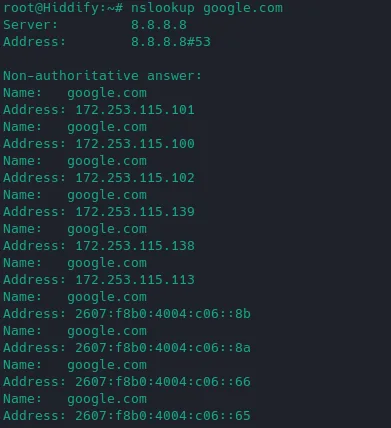 root@Hiddify:~# nslookup google.com
Server: 8.8.8.8
Address: 8.8.8.8#53
Non-authoritative answer:
Name: google.com
Address: 172.253.115.101
Name: google.com
Address: 172.253.115.100
Name: google.com
Address: 172.253.115.102
Name: google.com
Address: 172.253.115.139
Name: google.com
Address: 172.253.115.138
Name: google.com
Address: 172.253.115.113
Name: google.com
Address: 2607:f8b0:4004:c06::8b
Name: google.com
Address: 2607:f8b0:4004:c06::8a
Name: google.com
Address: 2607:f8b0:4004:c06::66
Name: google.com
Address: 2607:f8b0:4004:c06::65